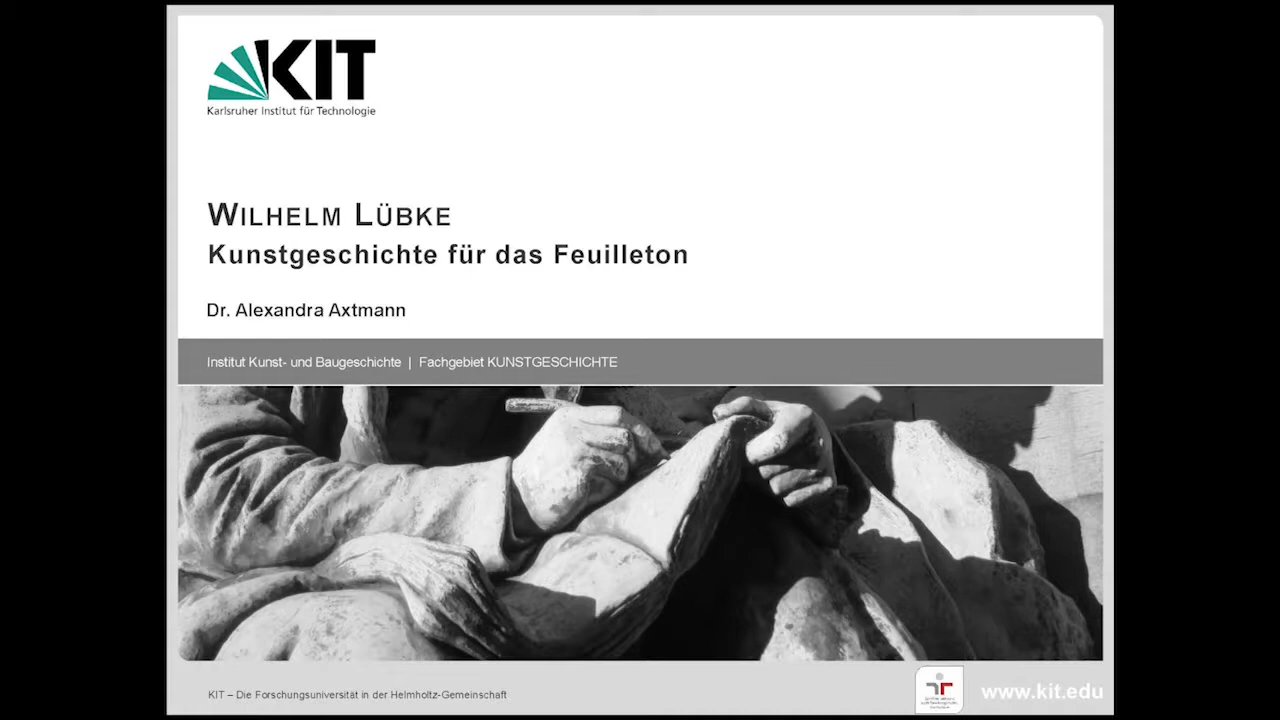 KIT
Karlsruher Institut für Technologie
WILHELM LÜBKE
Kunstgeschichte für das Feuilleton
Dr. Alexandra Axtmann
Institut Kunst- und Baugeschichte | Fachgebiet KUNSTGESCHICHTE
KIT – Die Forschungsuniversität in der Helmholtz-Gemeinschaft
www.kit.edu